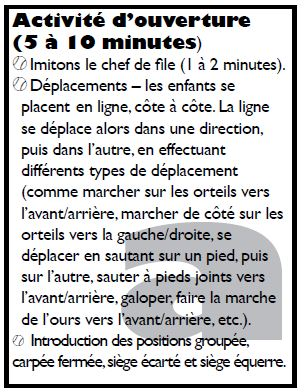 Activité d’ouverture
(5 à 10 minutes)
Imitons le chef de file (1 à 2 minutes).
Déplacements – les enfants se
placent en ligne, côte à côte. La ligne
se déplace alors dans une direction,
puis dans l’autre, en effectuant
différents types de déplacement
(comme marcher sur les orteils vers
l’avant/arrière, marcher de côté sur les
orteils vers la gauche/droite, se
déplacer en sautant sur un pied, puis
sur l’autre, sauter à pieds joints vers
l’avant/arrière, galoper, faire la marche
de l’ours vers l’avant/arrière, etc.).
Introduction des positions groupée,
carpée fermée, siège écarté et siège équerre.
a